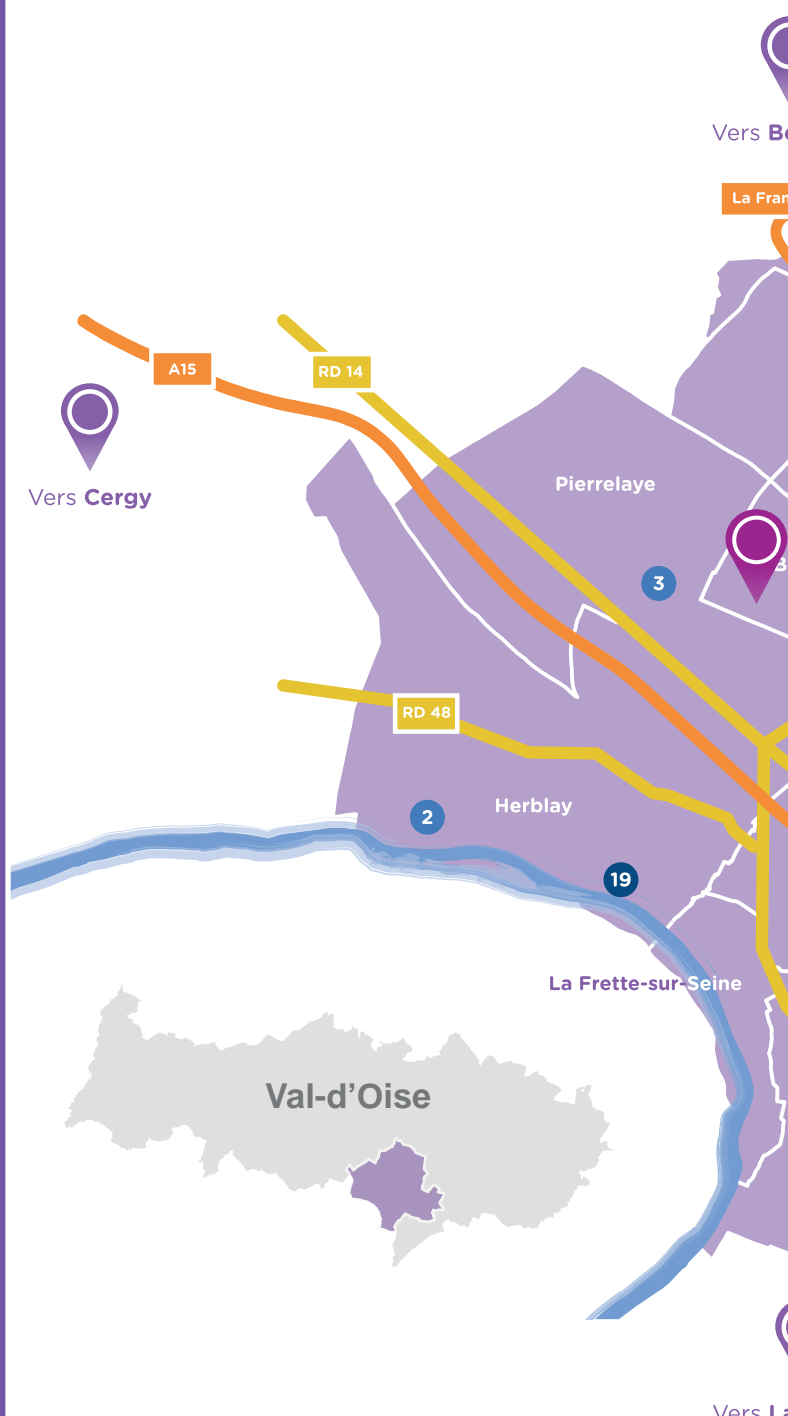 Vers
La
A15
RD 14
Vers Cergy
Pierrelaye
3
RD 48
Herblay
2
19
La Frette-sur-Seine
Val-d’Oise
Vers